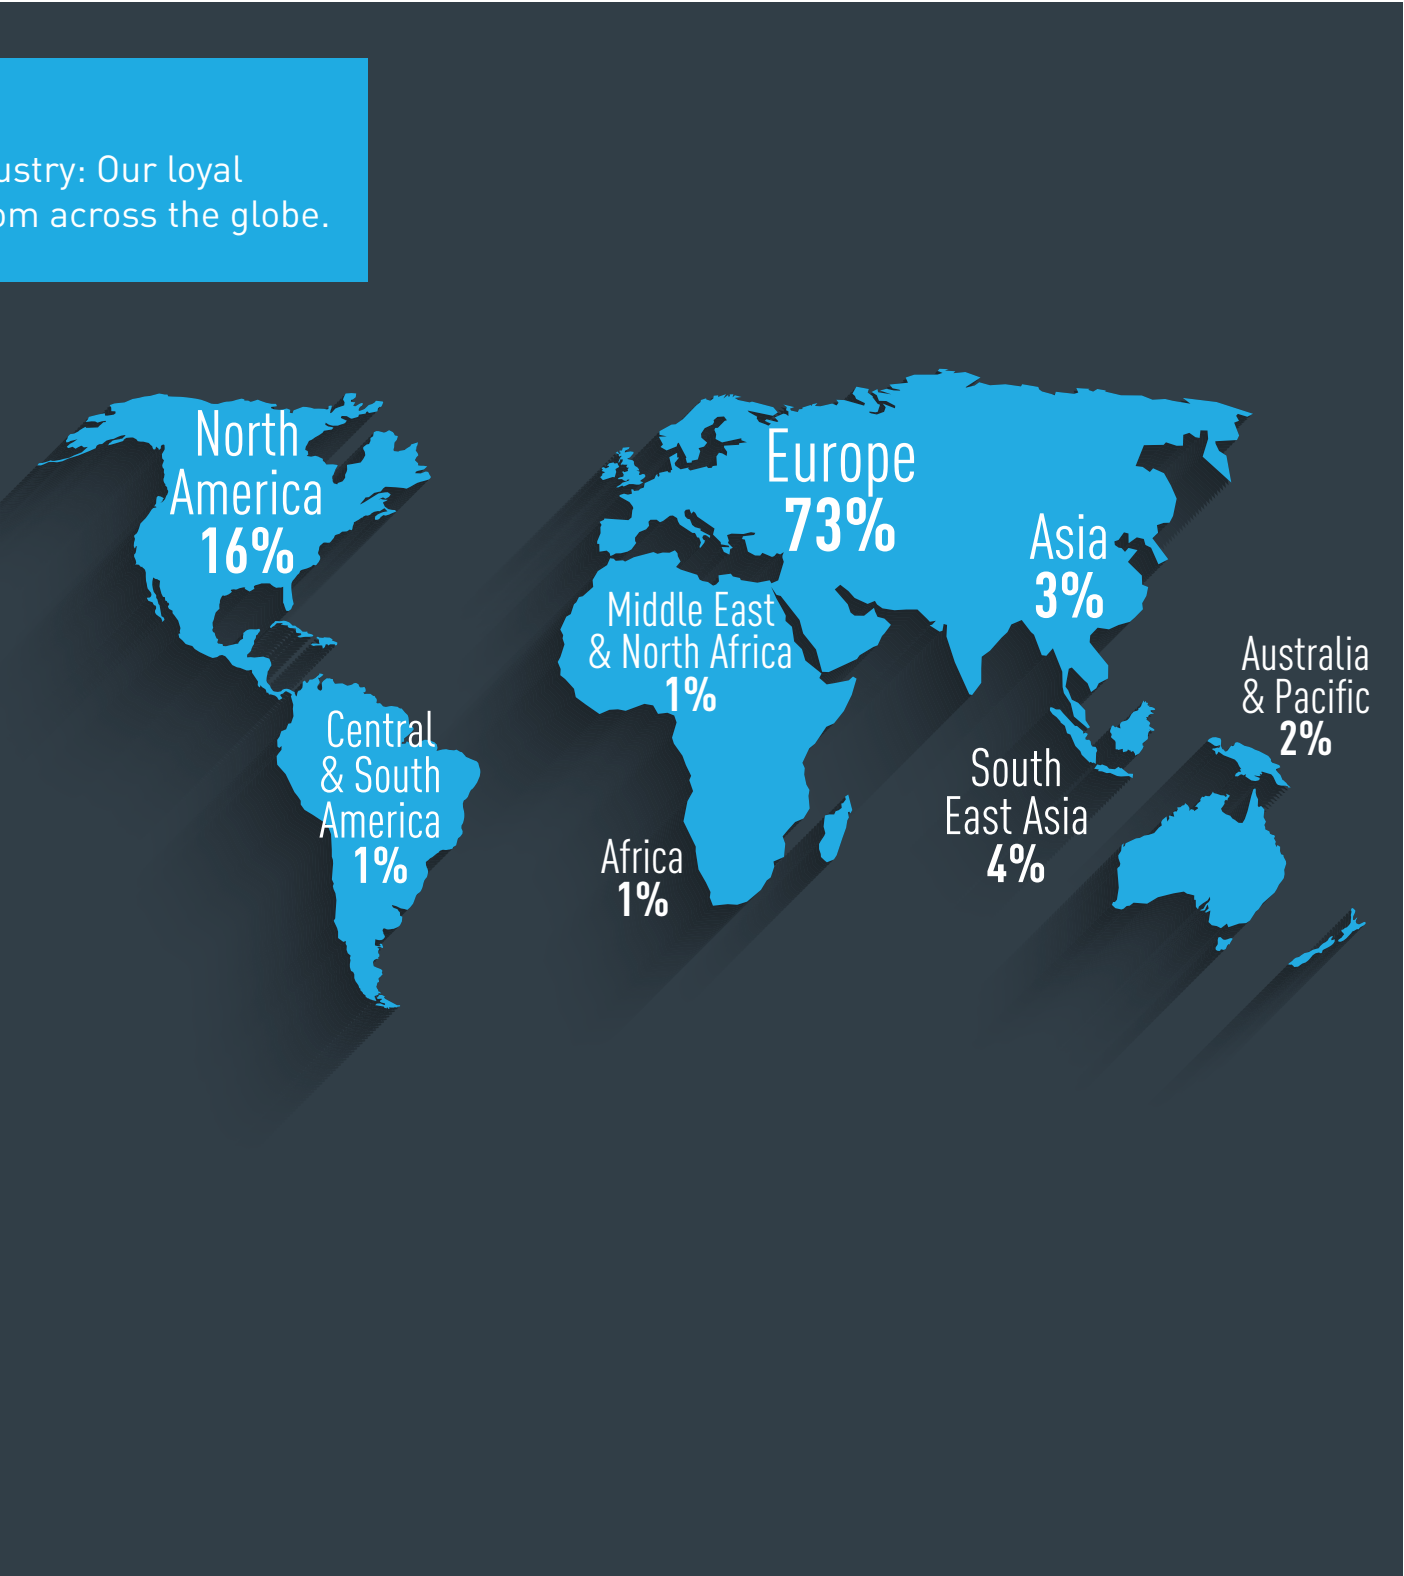 ustry: Our loyal
om across the globe.
North
America
16%
Europe
73%
Asia
3%
Middle East
& North Africa
1%
Australia
& Pacific
2%
Central
& South
America
1%
South
East Asia
4%
Africa
1%